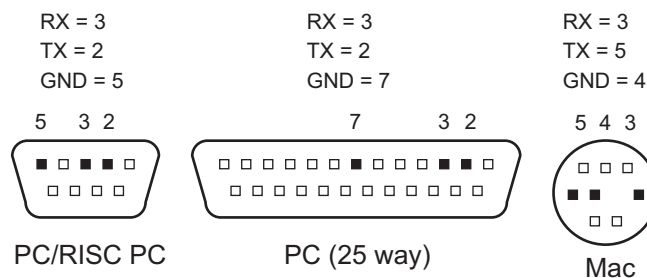 RX = 3
TX = 2
GND = 5
5 3 2
PC/RISC PC
RX = 3
TX = 2
GND = 7
7 3 2
PC (25 way)
RX = 3
TX = 5
GND = 4
5 4 3
Mac